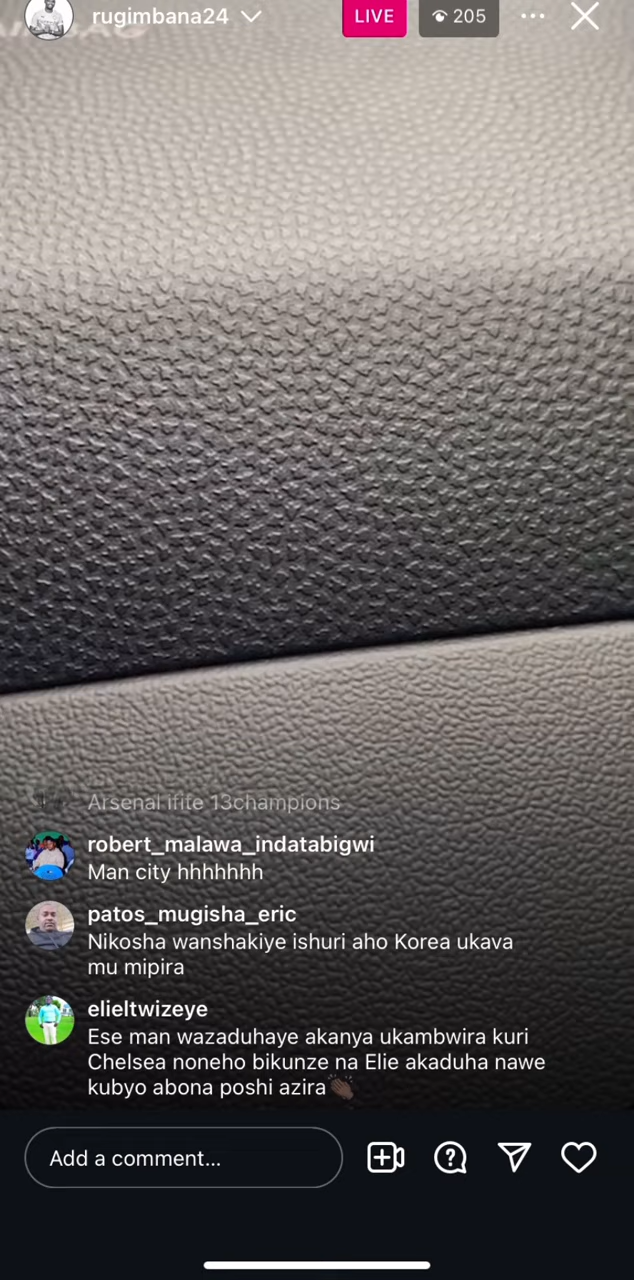 rugimbana24
LIVE
205
Arsenal ifite 13champions
robert_malawa_indatabigwi
Man city hhhhhhh
patos_mugisha_eric
Nikosha wanshakiye ishuri aho Korea ukava
mu mipira
elieltwizeye
Ese man wazaduhaye akanya ukambwira kuri
Chelsea noneho bikunze na Elie akaduha nawe
kubyo abona poshi azira👏🏿
Add a comment...